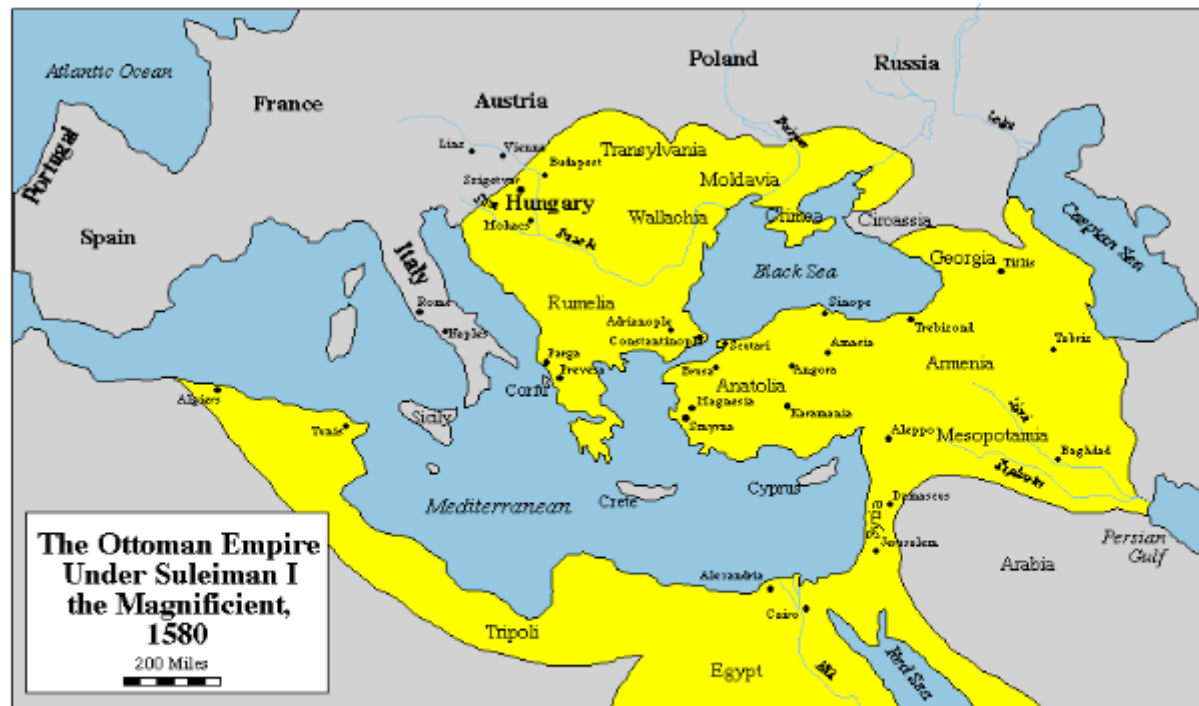 Atlantic Ocean
Portugal
Spain
France
Austria
Poland
Russia
Linz
Vienna
Budapest
Szigetvar
Hungary
Mohacs
Transylvania
Moldavia
Wallachia
Crimea
Circassia
Caspian Sea
Georgia
Tiflis
Black Sea
Italy
Rome
Naples
Rumelia
Adrianople
Constantinople
Scutari
Sinope
Trebizond
Tabriz
Amasia
Armenia
Parga
Prevesa
Corfu
Brusa
Angora
Anatolia
Magnesia
Karamania
Smyrna
Algiers
Tunis
Sicily
Aleppo
Mesopotamia
Baghdad
Mediterranean
Crete
Cyprus
Damascus
Syria
Jerusalem
Arabia
Persian
Gulf
The Ottoman Empire
Under Suleiman I
the Magnificient,
1580
200 Miles
Tripoli
Alexandria
Cairo
Egypt
Red Sea